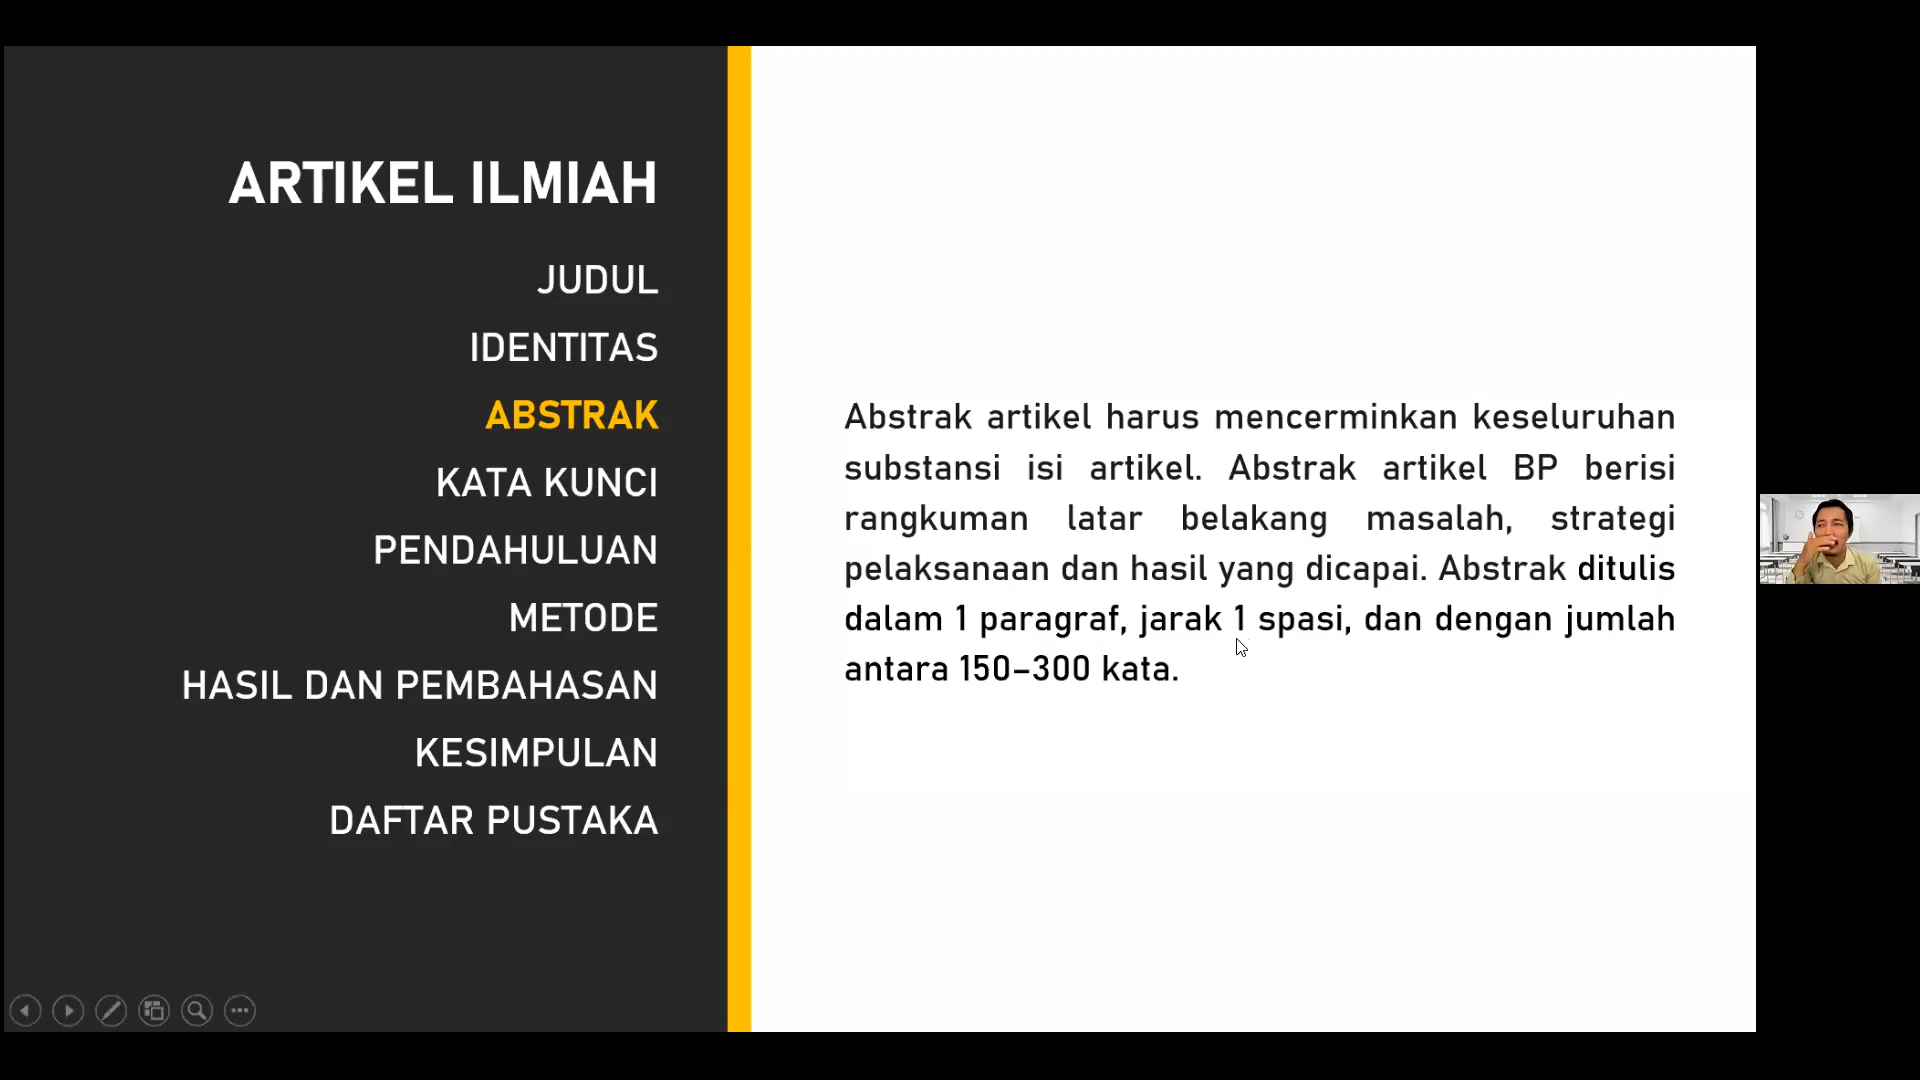 ARTIKEL ILMIAH
JUDUL
IDENTITAS
ABSTRAK
KATA KUNCI
PENDAHULUAN
METODE
HASIL DAN PEMBAHASAN
KESIMPULAN
DAFTAR PUSTAKA
Abstrak artikel harus mencerminkan keseluruhan
substansi isi artikel. Abstrak artikel BP berisi
rangkuman latar belakang masalah, strategi
pelaksanaan dan hasil yang dicapai. Abstrak ditulis
dalam 1 paragraf, jarak 1 spasi, dan dengan jumlah
antara 150–300 kata.